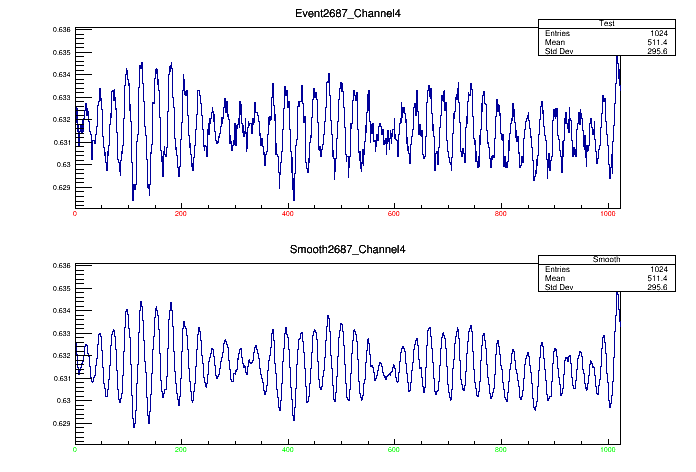 Event2687_Channel4
Test
Entries 1024
Mean 511.4
Std Dev 295.6
0.636
0.635
0.634
0.633
0.632
0.631
0.63
0.629
0 200 400 600 800 1000
Smooth2687_Channel4
Smooth
Entries 1024
Mean 511.4
Std Dev 295.6
0.636
0.635
0.634
0.633
0.632
0.631
0.63
0.629
0 200 400 600 800 1000